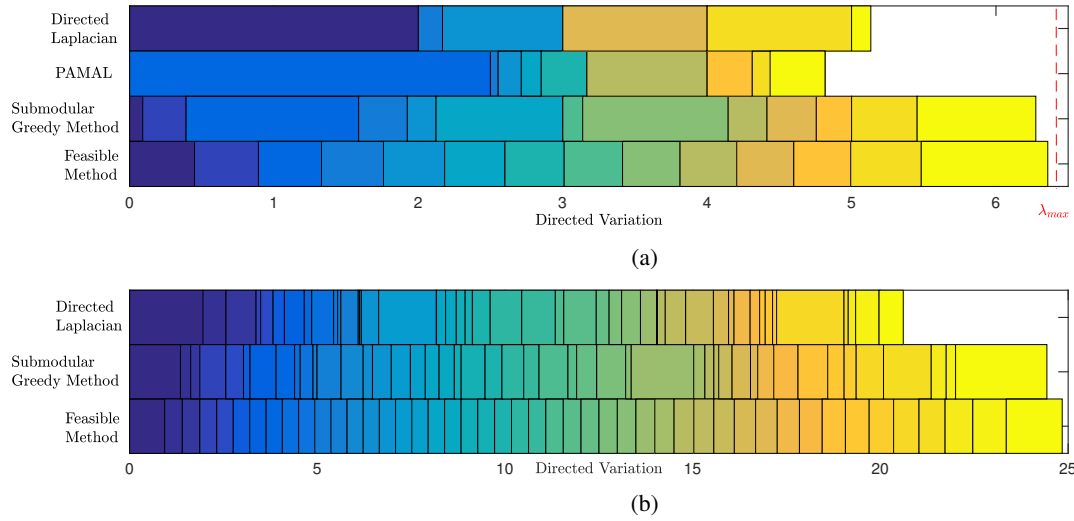 Directed
Laplacian
PAMAL
Submodular
Greedy Method
Feasible
Method
0 1 2 3 4 5 6
λmax
Directed Variation
(a)
Directed
Laplacian
Submodular
Greedy Method
Feasible
Method
0 5 10 15 20 25
Directed Variation
(b)